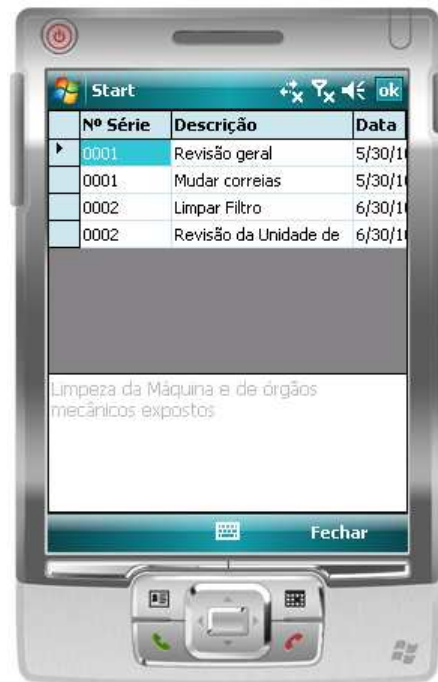 Start ok
Nº Série Descrição Data
0001 Revisão geral 5/30/1
0001 Mudar correias 5/30/1
0002 Limpar Filtro 6/30/1
0002 Revisão da Unidade de 6/30/1
Limpeza da Máquina e de órgãos
mecânicos expostos
Fechar